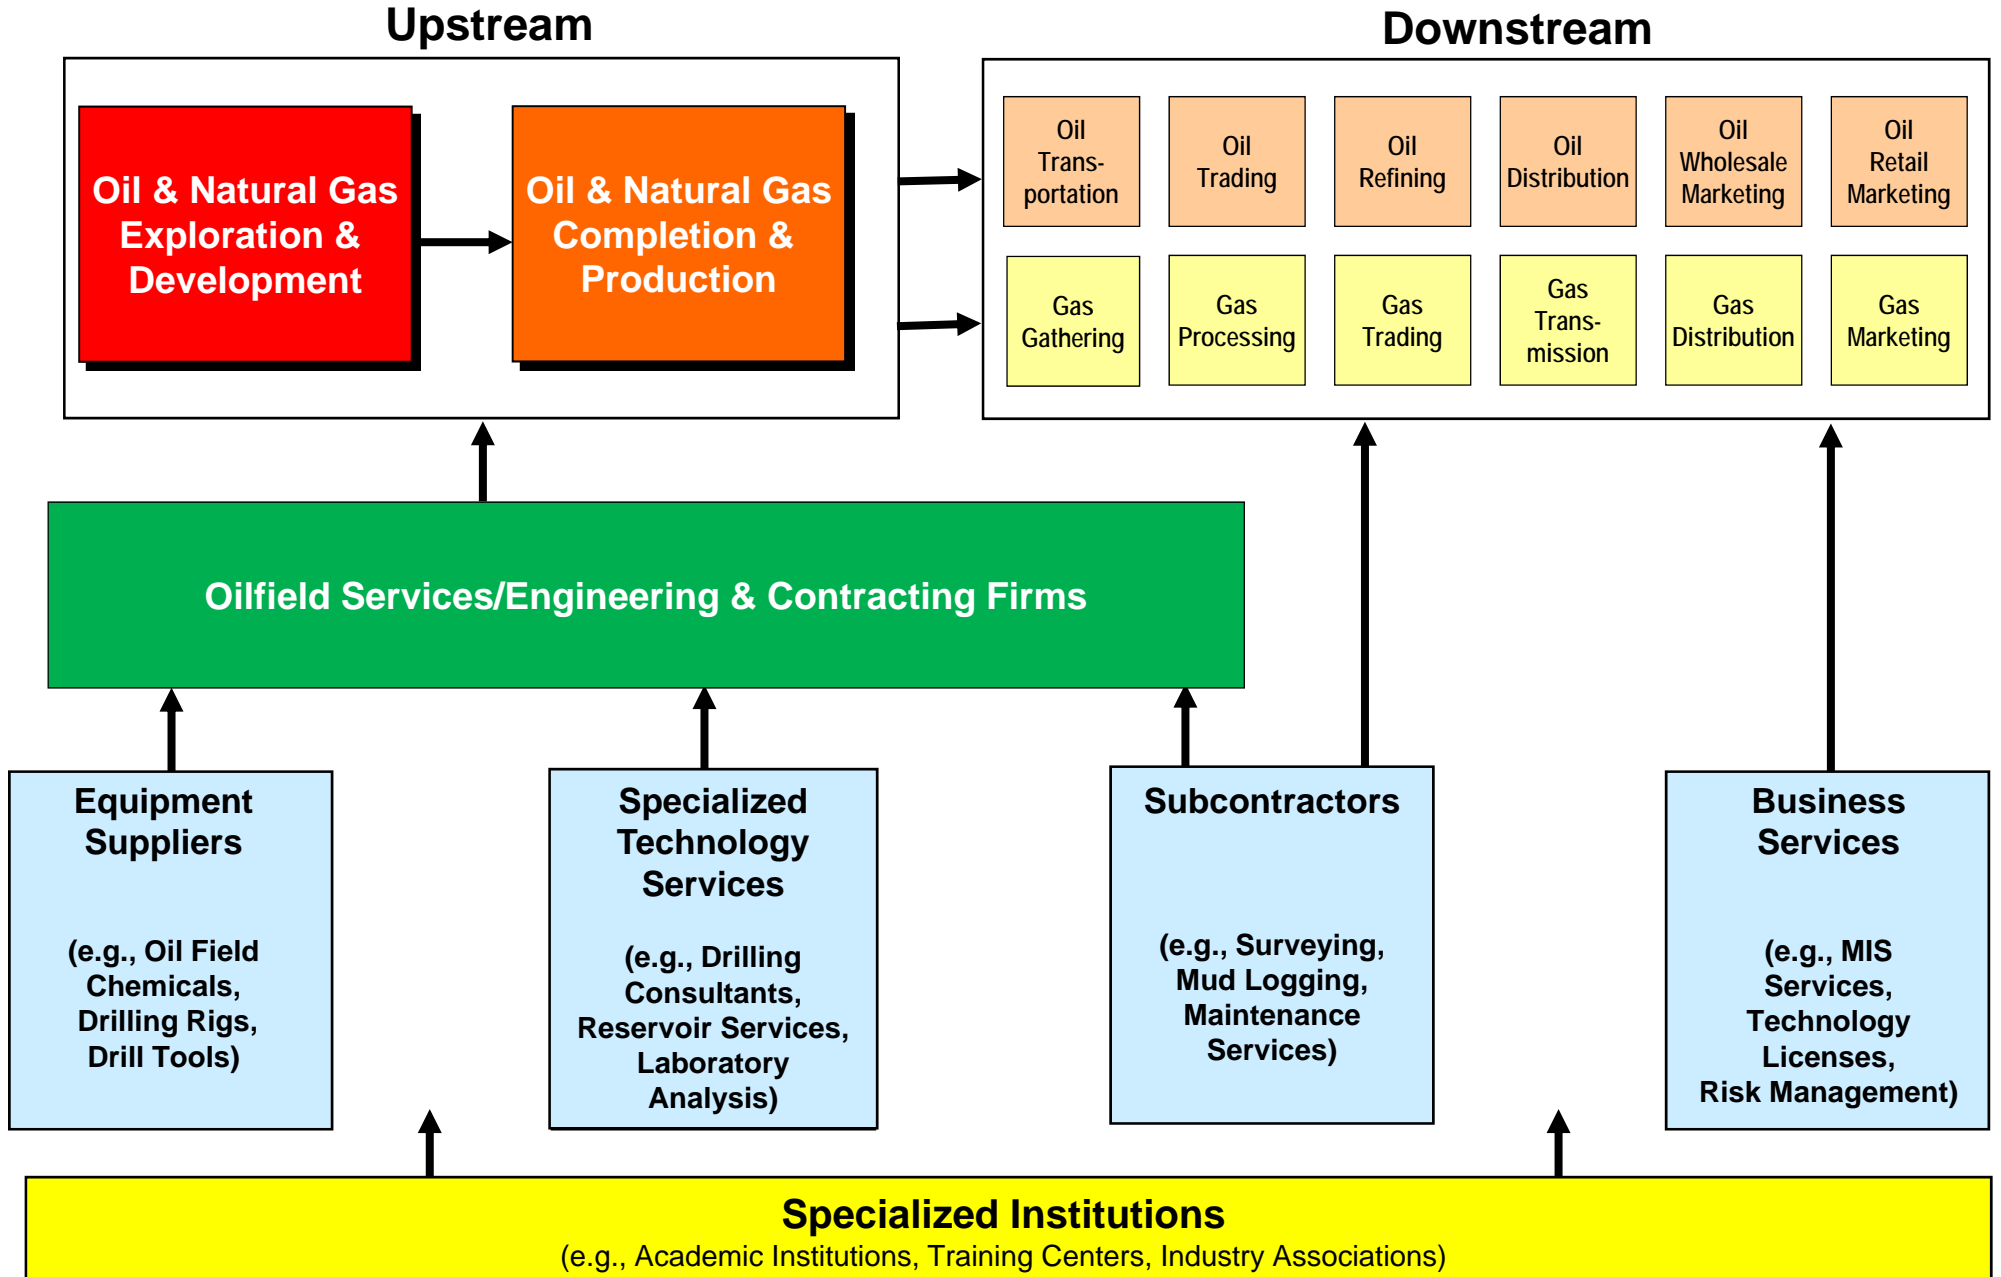 Upstream
Downstream
Oil & Natural Gas
Exploration &
Development
Oil & Natural Gas
Completion &
Production
Oil
Trans-
portation
Oil
Trading
Oil
Refining
Oil
Distribution
Oil
Wholesale
Marketing
Oil
Retail
Marketing
Gas
Gathering
Gas
Processing
Gas
Trading
Gas
Trans-
mission
Gas
Distribution
Gas
Marketing
Oilfield Services/Engineering & Contracting Firms
Equipment
Suppliers
(e.g., Oil Field
Chemicals,
Drilling Rigs,
Drill Tools)
Specialized
Technology
Services
(e.g., Drilling
Consultants,
Reservoir Services,
Laboratory
Analysis)
Subcontractors
(e.g., Surveying,
Mud Logging,
Maintenance
Services)
Business
Services
(e.g., MIS
Services,
Technology
Licenses,
Risk Management)
Specialized Institutions
(e.g., Academic Institutions, Training Centers, Industry Associations)